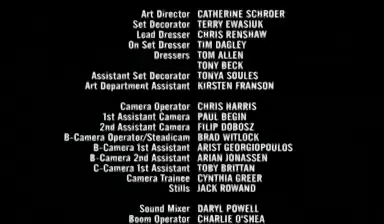 Art Director CATHERINE SCHROER
Set Decorator TERRY EWASIUK
Lead Dresser CHRIS RENSHAW
On Set Dresser TIM DAGLEY
Dressers TOM ALLEN
TONY BECK
Assistant Set Decorator TONYA SOULES
Art Department Assistant KIRSTEN FRANSON
Camera Operator CHRIS HARRIS
1st Assistant Camera PAUL BEGIN
2nd Assistant Camera FILIP DOBOSZ
B-Camera Operator/Steadicam BRAD WITLOCK
B-Camera 1st Assistant ARIST GEORGIOPOULOS
B-Camera 2nd Assistant ARIAN JONASSEN
C-Camera 1st Assistant TOBY BRITTAN
Camera Trainee CYNTHIA GREER
Stills JACK ROWAND
Sound Mixer DARYL POWELL
Boom Operator CHARLIE O'SHEA